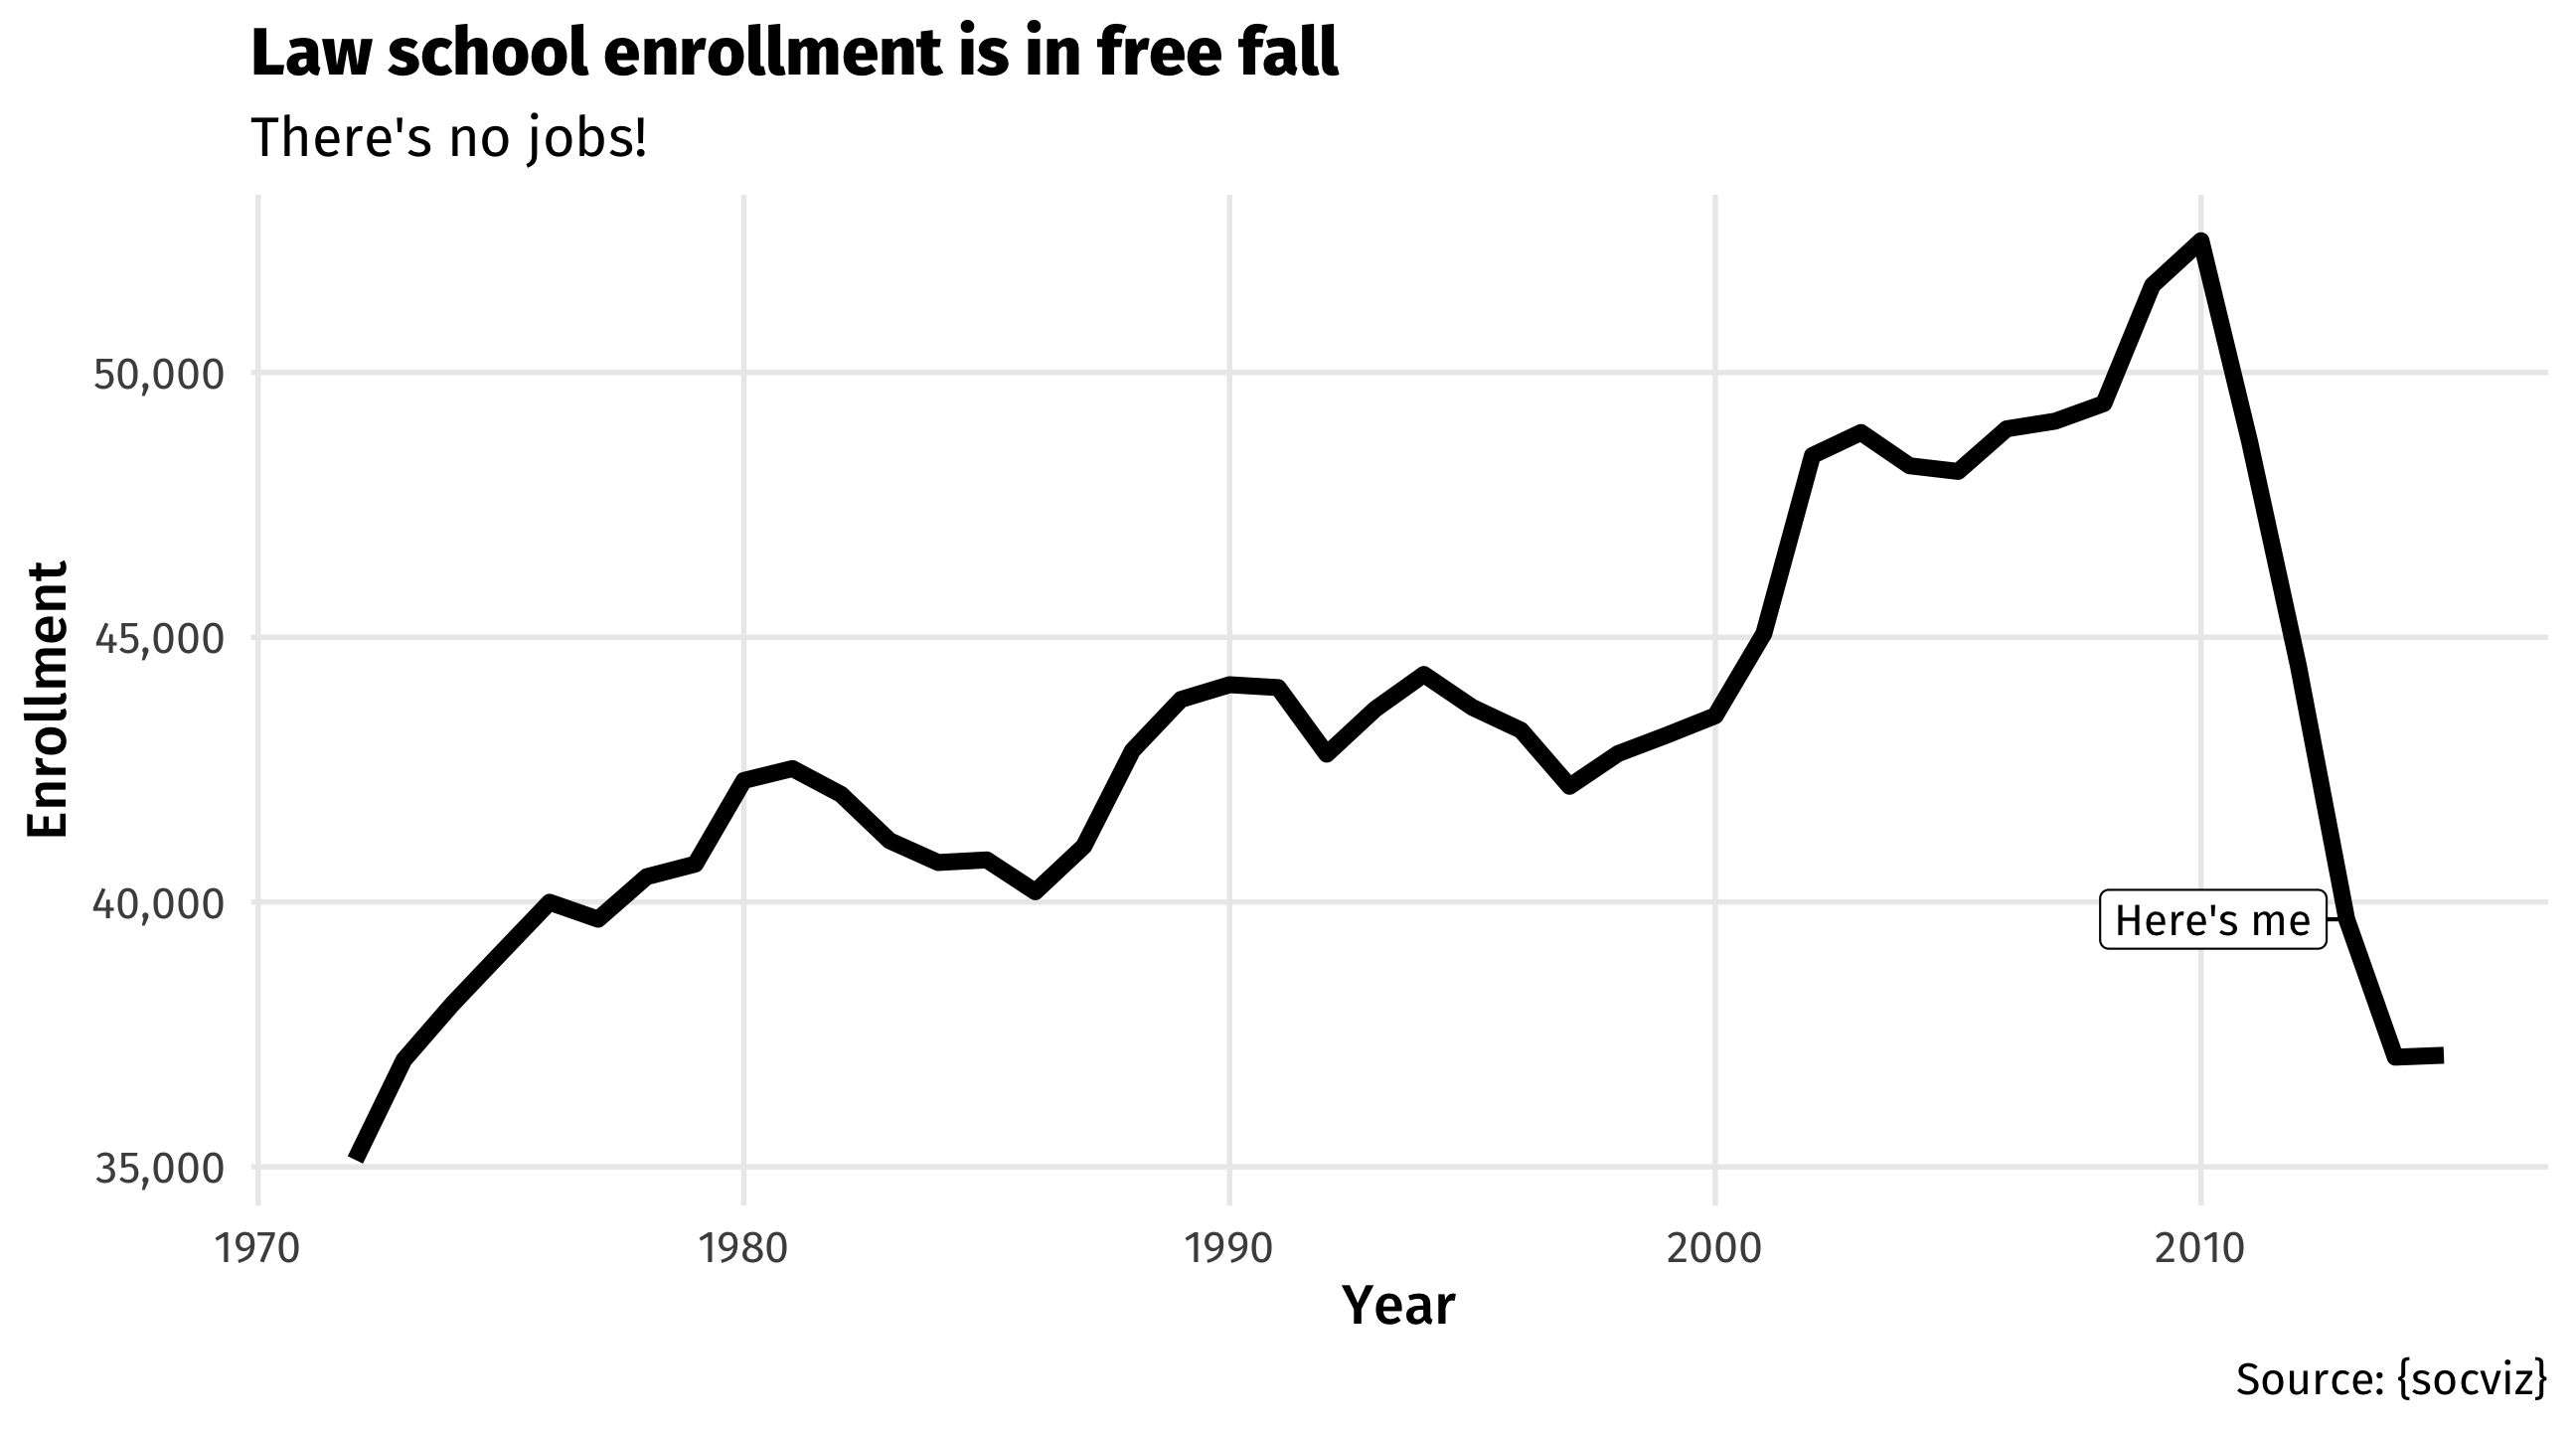 Law school enrollment is in free fall
There's no jobs!
Enrollment
50,000
45,000
40,000
35,000
Here's me
1970 1980 1990 2000 2010
Year
Source: {socviz}